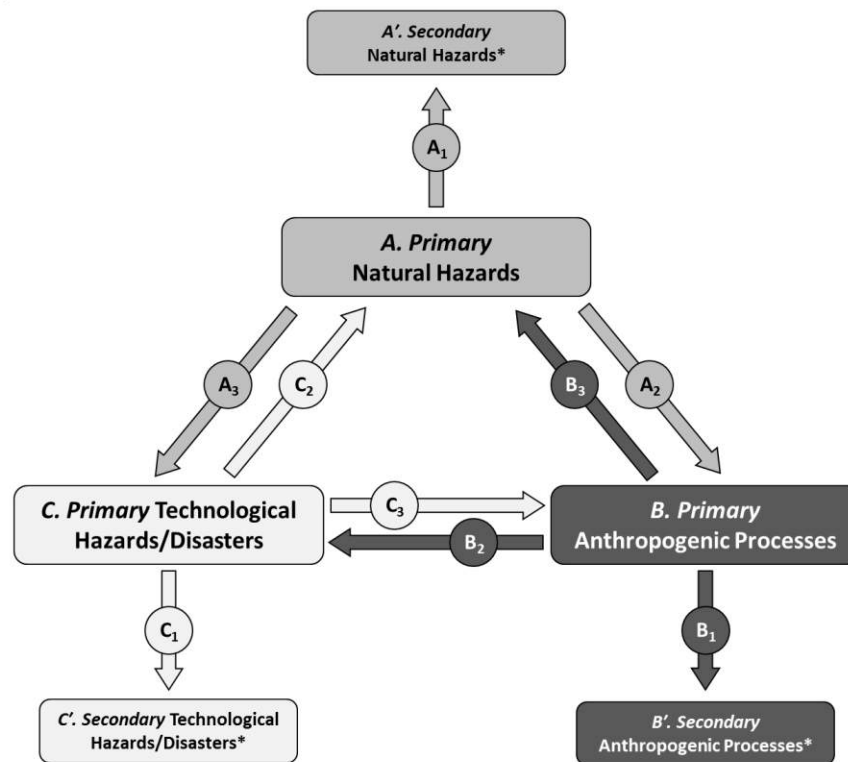 A'. Secondary
Natural Hazards*
A₁
A. Primary
Natural Hazards
A₃
C₂
B₃
A₂
C. Primary Technological
Hazards/Disasters
C₃
B₂
B. Primary
Anthropogenic Processes
C₁
B₁
C'. Secondary Technological
Hazards/Disasters*
B'. Secondary
Anthropogenic Processes*